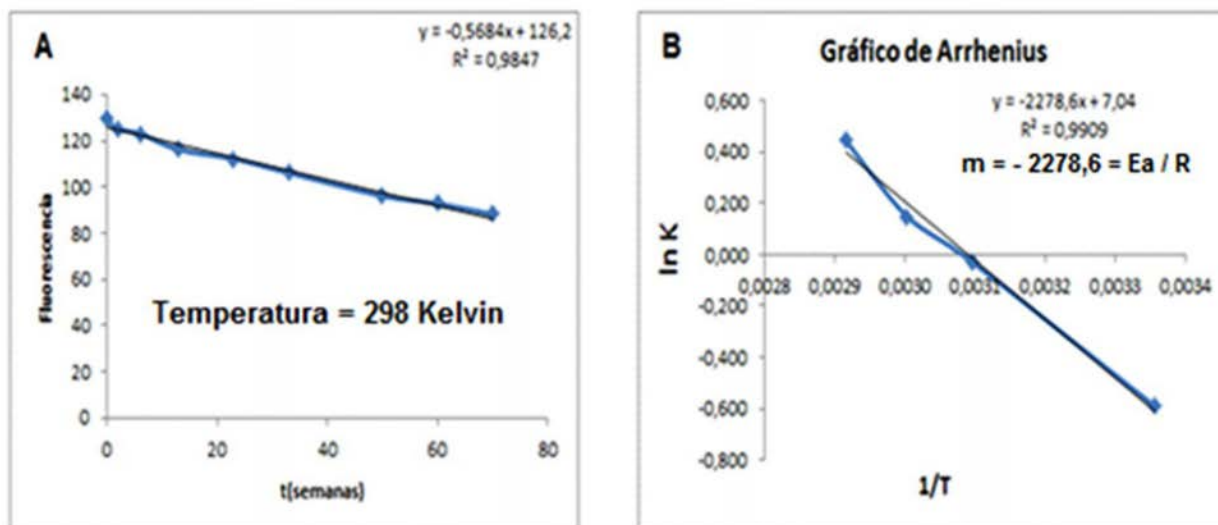 A
y = -0,5684x + 126,2
R² = 0,9847
140
120
100
80
60
40
20
0
Fluorescencia
Temperatura = 298 Kelvin
0 20 40 60 80
t(semanas)
B
Gráfico de Arrhenius
y = -2278,6x + 7,04
R² = 0,9909
m = - 2278,6 = Ea / R
0,600
0,400
0,200
0,000
-0,200
-0,400
-0,600
-0,800
ln K
0,0028 0,0029 0,0030 0,0031 0,0032 0,0033 0,0034
1/T